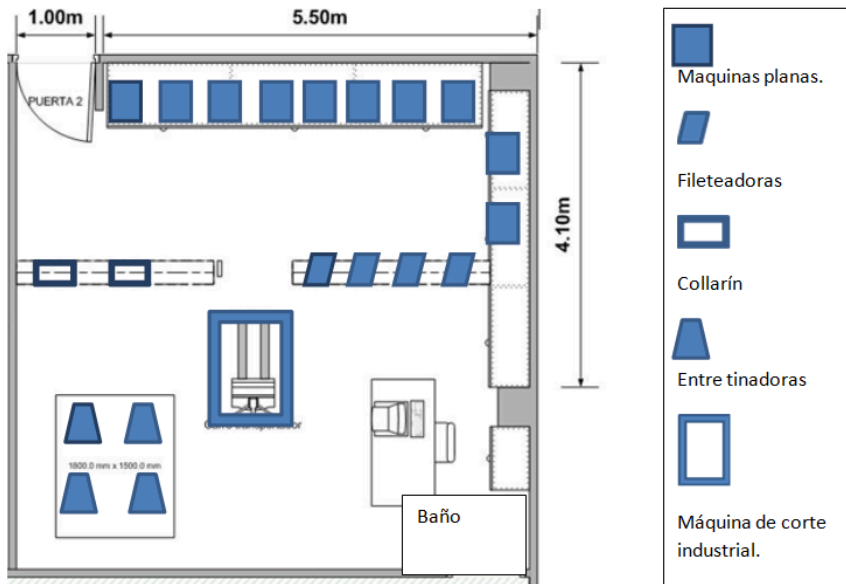 1.00m
5.50m
PUERTA 2
4.10m
1800.0 mm x 1500.0 mm
Baño
Maquinas planas.
Fileteadoras
Collarín
Entre tinadoras
Máquina de corte
industrial.